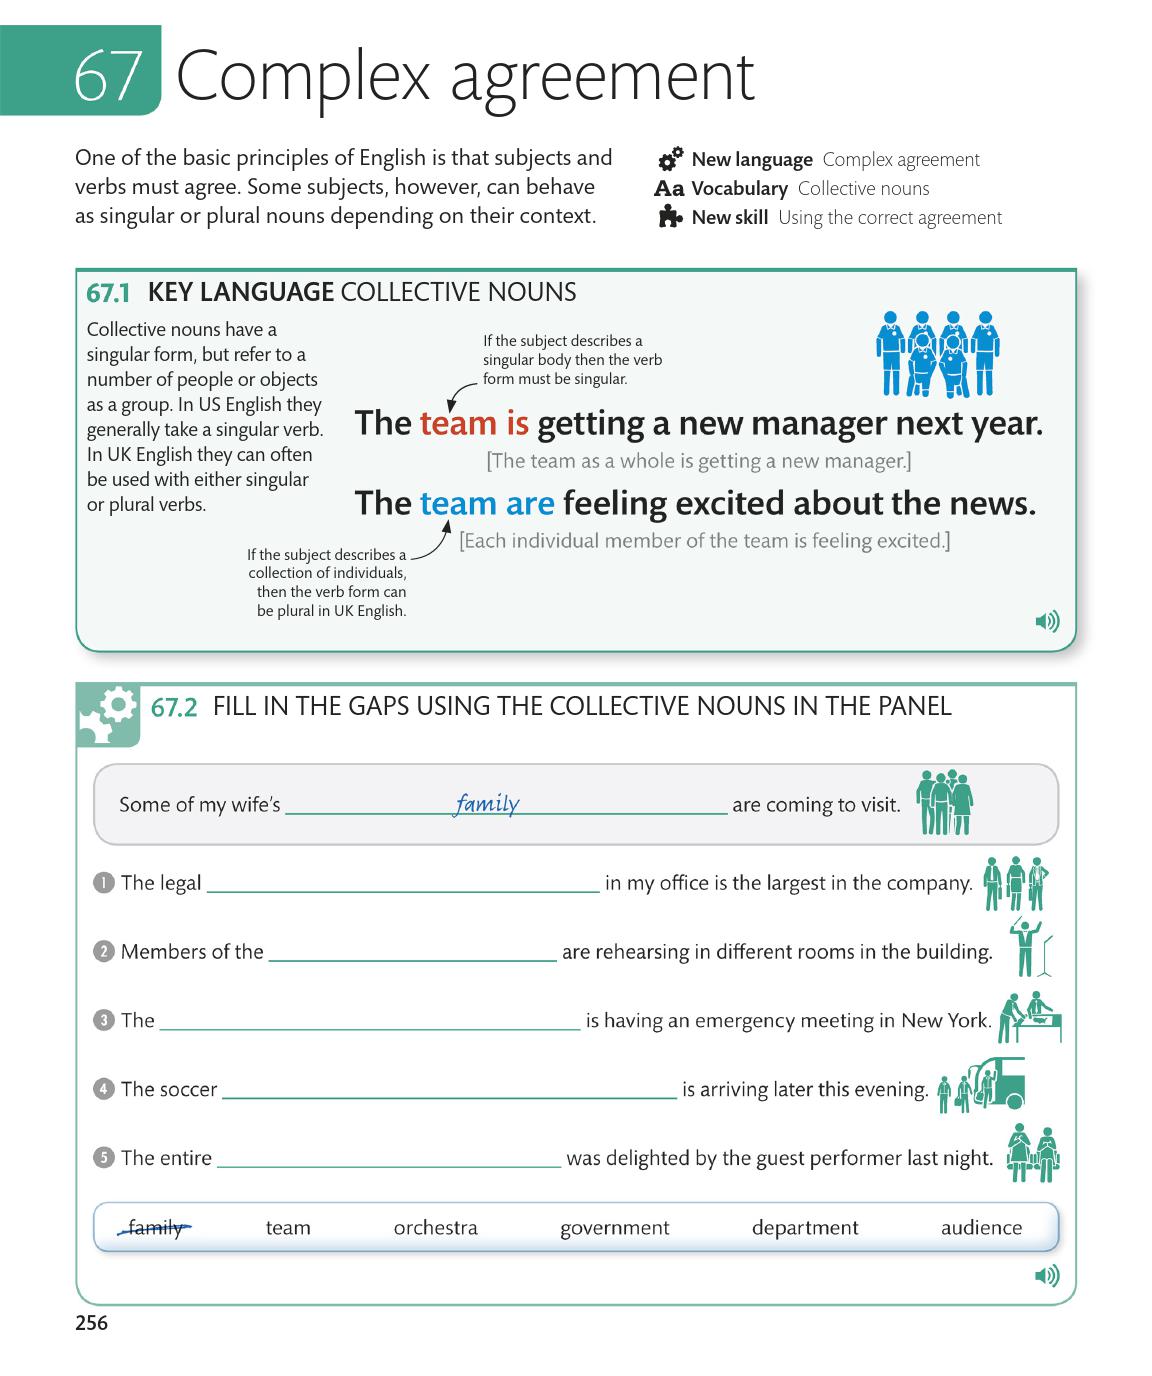 67 Complex agreement
One of the basic principles of English is that subjects and
verbs must agree. Some subjects, however, can behave
as singular or plural nouns depending on their context.
New language Complex agreement
Aa Vocabulary Collective nouns
New skill Using the correct agreement
67.1 KEY LANGUAGE COLLECTIVE NOUNS
Collective nouns have a
singular form, but refer to a
number of people or objects
as a group. In US English they
generally take a singular verb.
In UK English they can often
be used with either singular
or plural verbs.
If the subject describes a
singular body then the verb
form must be singular.
The team is getting a new manager next year.
[The team as a whole is getting a new manager.]
The team are feeling excited about the news.
[Each individual member of the team is feeling excited.]
If the subject describes a
collection of individuals,
then the verb form can
be plural in UK English.
67.2 FILL IN THE GAPS USING THE COLLECTIVE NOUNS IN THE PANEL
Some of my wife's family are coming to visit.
1 The legal in my office is the largest in the company.
2 Members of the are rehearsing in different rooms in the building.
3 The is having an emergency meeting in New York.
4 The soccer is arriving later this evening.
5 The entire was delighted by the guest performer last night.
family team orchestra government department audience
256